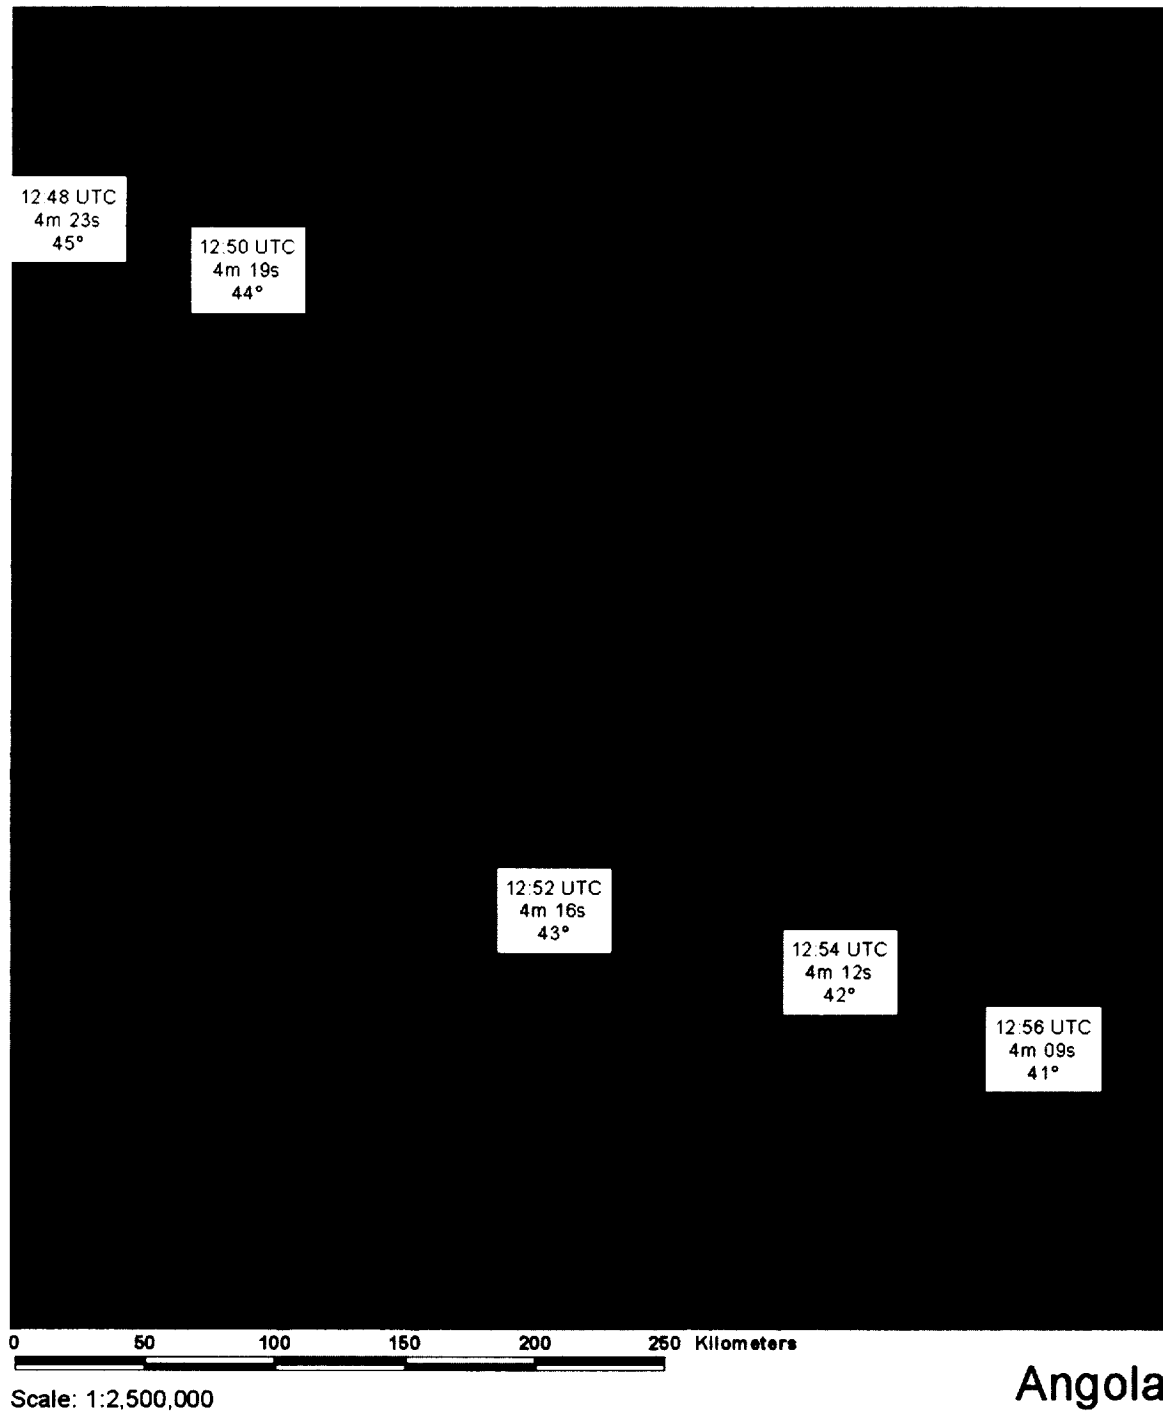 12:48 UTC
4m 23s
45°
12:50 UTC
4m 19s
44°
12:52 UTC
4m 16s
43°
12:54 UTC
4m 12s
42°
12:56 UTC
4m 09s
41°
0 50 100 150 200 250 Kilometers
Scale: 1:2,500,000
Angola